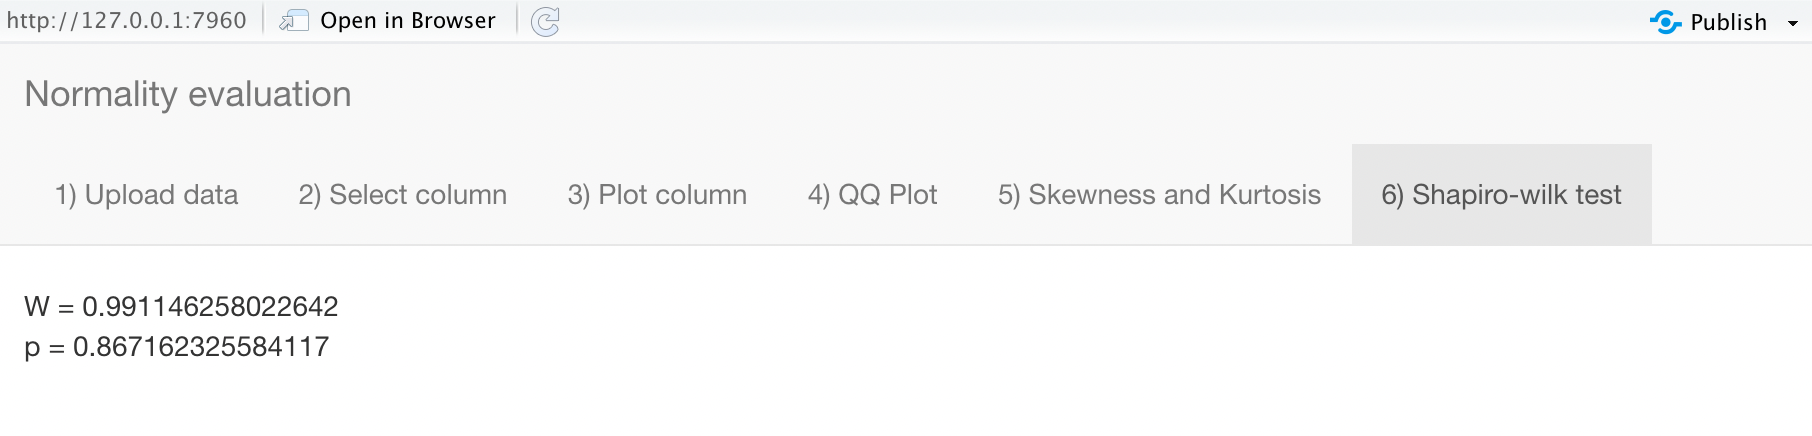 http://127.0.0.1:7960 Open in Browser Publish
Normality evaluation
1) Upload data 2) Select column 3) Plot column 4) QQ Plot 5) Skewness and Kurtosis 6) Shapiro-wilk test
W = 0.991146258022642
p = 0.867162325584117